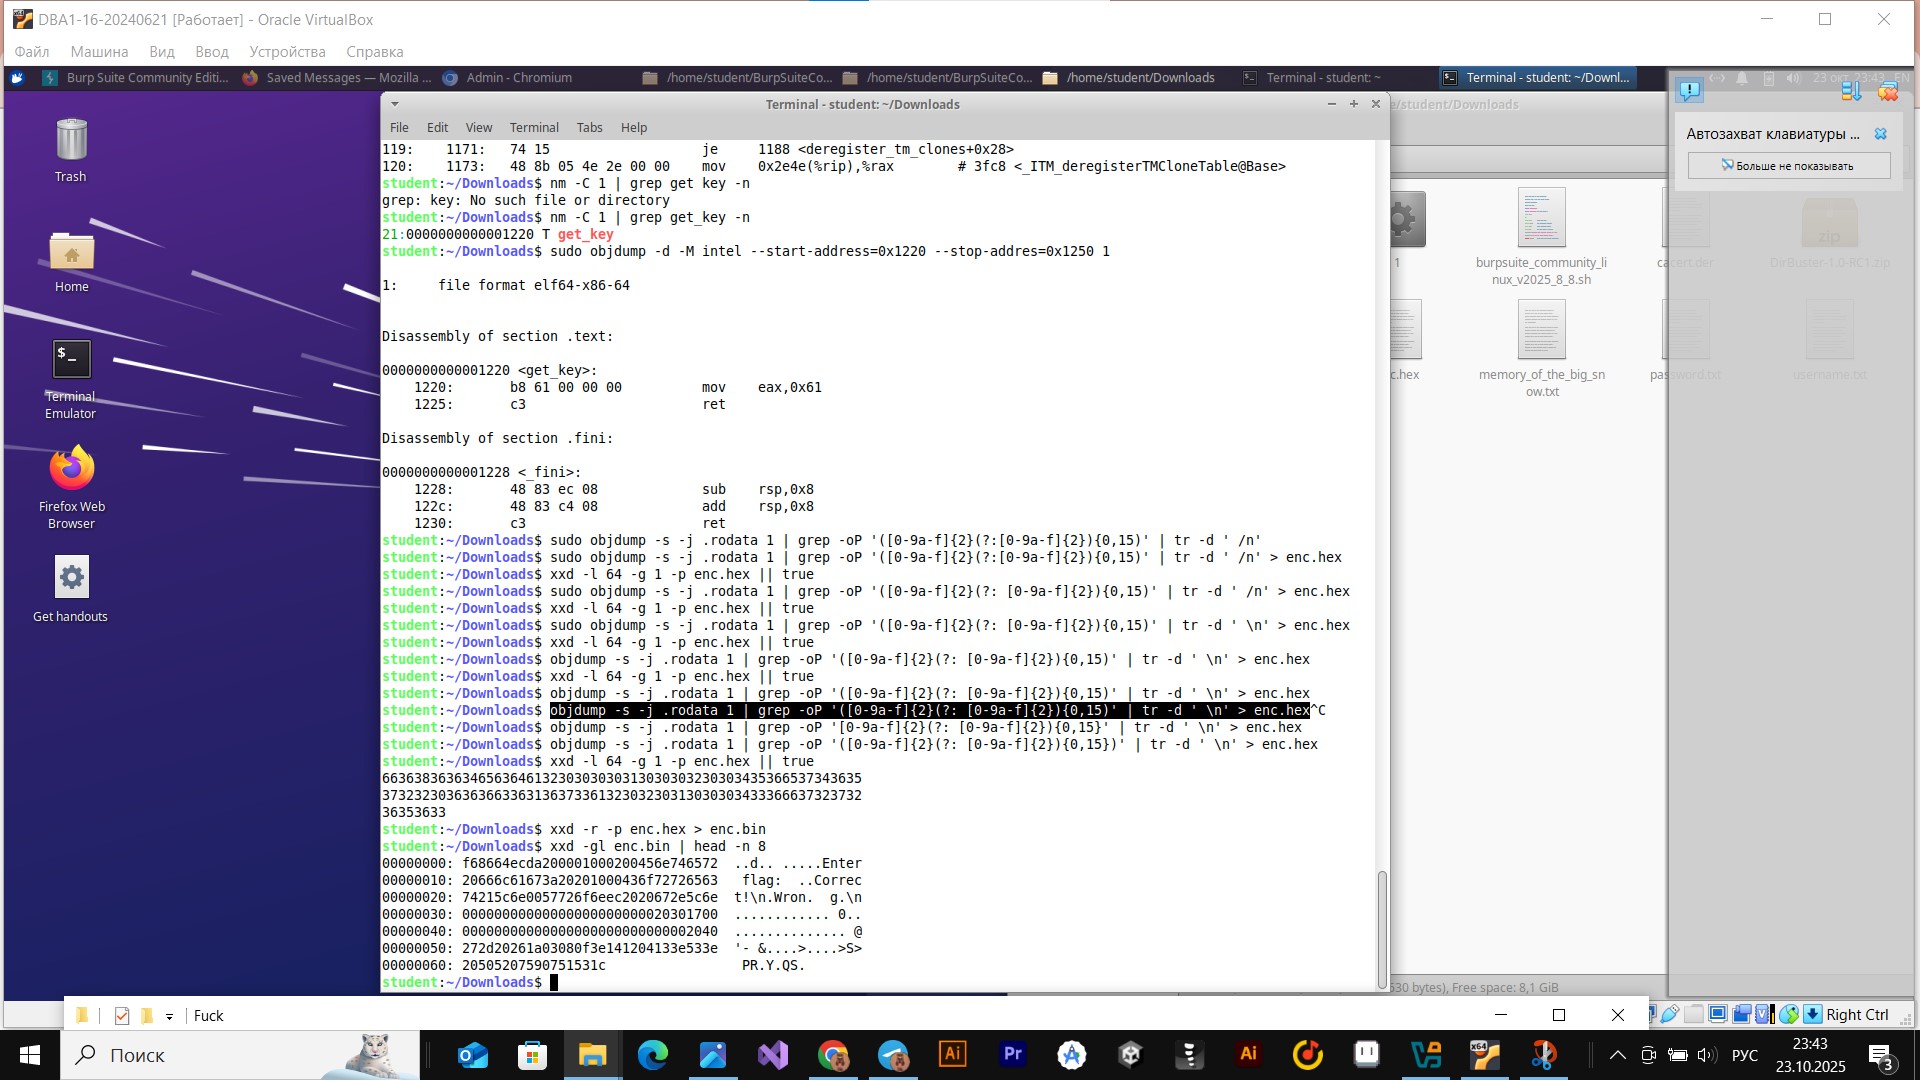 DBA1-16-20240621 [Работает] - Oracle VirtualBox
Файл Машина Вид Ввод Устройства Справка
Burp Suite Community Editi... Saved Messages — Mozilla ... Admin - Chromium /home/student/BurpSuiteCo... /home/student/BurpSuiteCo... /home/student/Downloads Terminal - student: ~ Terminal - student: ~/Downl... 23 окт, 23:43 EN
Terminal - student: ~/Downloads
e/student/Downloads
File Edit View Terminal Tabs Help
119:    1171:   74 15                   je     1188 <deregister_tm_clones+0x28>
120:    1173:   48 8b 05 4e 2e 00 00    mov    0x2e4e(%rip),%rax        # 3fc8 <_ITM_deregisterTMCloneTable@Base>
student:~/Downloads$ nm -C 1 | grep get key -n
grep: key: No such file or directory
student:~/Downloads$ nm -C 1 | grep get_key -n
21:0000000000001220 T get_key
student:~/Downloads$ sudo objdump -d -M intel --start-address=0x1220 --stop-addres=0x1250 1
1:     file format elf64-x86-64
Disassembly of section .text:
0000000000001220 <get_key>:
    1220:       b8 61 00 00 00          mov    eax,0x61
    1225:       c3                      ret
Disassembly of section .fini:
0000000000001228 <_fini>:
    1228:       48 83 ec 08             sub    rsp,0x8
    122c:       48 83 c4 08             add    rsp,0x8
    1230:       c3                      ret
student:~/Downloads$ sudo objdump -s -j .rodata 1 | grep -oP '([0-9a-f]{2}(?:[0-9a-f]{2}){0,15)' | tr -d ' /n'
student:~/Downloads$ sudo objdump -s -j .rodata 1 | grep -oP '([0-9a-f]{2}(?:[0-9a-f]{2}){0,15)' | tr -d ' /n' > enc.hex
student:~/Downloads$ xxd -l 64 -g 1 -p enc.hex || true
student:~/Downloads$ sudo objdump -s -j .rodata 1 | grep -oP '([0-9a-f]{2}(?: [0-9a-f]{2}){0,15)' | tr -d ' /n' > enc.hex
student:~/Downloads$ xxd -l 64 -g 1 -p enc.hex || true
student:~/Downloads$ sudo objdump -s -j .rodata 1 | grep -oP '([0-9a-f]{2}(?: [0-9a-f]{2}){0,15)' | tr -d ' \n' > enc.hex
student:~/Downloads$ xxd -l 64 -g 1 -p enc.hex || true
student:~/Downloads$ objdump -s -j .rodata 1 | grep -oP '([0-9a-f]{2}(?: [0-9a-f]{2}){0,15)' | tr -d ' \n' > enc.hex
student:~/Downloads$ xxd -l 64 -g 1 -p enc.hex || true
student:~/Downloads$ objdump -s -j .rodata 1 | grep -oP '([0-9a-f]{2}(?: [0-9a-f]{2}){0,15)' | tr -d ' \n' > enc.hex
student:~/Downloads$ objdump -s -j .rodata 1 | grep -oP '([0-9a-f]{2}(?: [0-9a-f]{2}){0,15)' | tr -d ' \n' > enc.hex^C
student:~/Downloads$ objdump -s -j .rodata 1 | grep -oP '[0-9a-f]{2}(?: [0-9a-f]{2}){0,15}' | tr -d ' \n' > enc.hex
student:~/Downloads$ objdump -s -j .rodata 1 | grep -oP '([0-9a-f]{2}(?: [0-9a-f]{2}){0,15})' | tr -d ' \n' > enc.hex
student:~/Downloads$ xxd -l 64 -g 1 -p enc.hex || true
663638363634656364613230303030313030303230303435366537343635
373232303636366336313637336132303230313030303433366637323732
36353633
student:~/Downloads$ xxd -r -p enc.hex > enc.bin
student:~/Downloads$ xxd -gl enc.bin | head -n 8
00000000: f68664ecda200001000200456e746572  ..d.. .....Enter
00000010: 20666c61673a20201000436f72726563   flag:  ..Correc
00000020: 74215c6e0057726f6eec2020672e5c6e  t!\n.Wron.  g.\n
00000030: 00000000000000000000000020301700  ............ 0..
00000040: 00000000000000000000000000002040  .............. @
00000050: 272d20261a03080f3e141204133e533e  '- &....>....>S>
00000060: 20505207590751531c                 PR.Y.QS.
student:~/Downloads$
Trash
Home
Terminal
Emulator
Firefox Web
Browser
Get handouts
1
burpsuite_community_li
nux_v2025_8_8.sh
cacert.der
DirBuster-1.0-RC1.zip
zip
c.hex
memory_of_the_big_sn
ow.txt
password.txt
username.txt
Автозахват клавиатуры ...
Больше не показывать
530 bytes), Free space: 8,1 GiB
Fuck
Right Ctrl
Поиск
РУС
23:43
23.10.2025
3